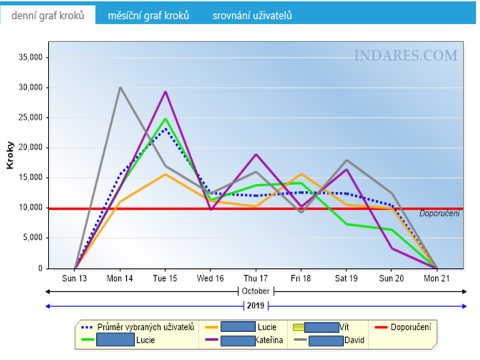 denní graf kroků měsíční graf kroků srovnání uživatelů
INDARES.COM
35,000
30,000
25,000
20,000
15,000
10,000
5,000
0
Kroky
Doporučení
Sun 13 Mon 14 Tue 15 Wed 16 Thu 17 Fri 18 Sat 19 Sun 20 Mon 21
October
2019
Průměr vybraných uživatelů Lucie Vít Doporučení
Lucie Kateřina David